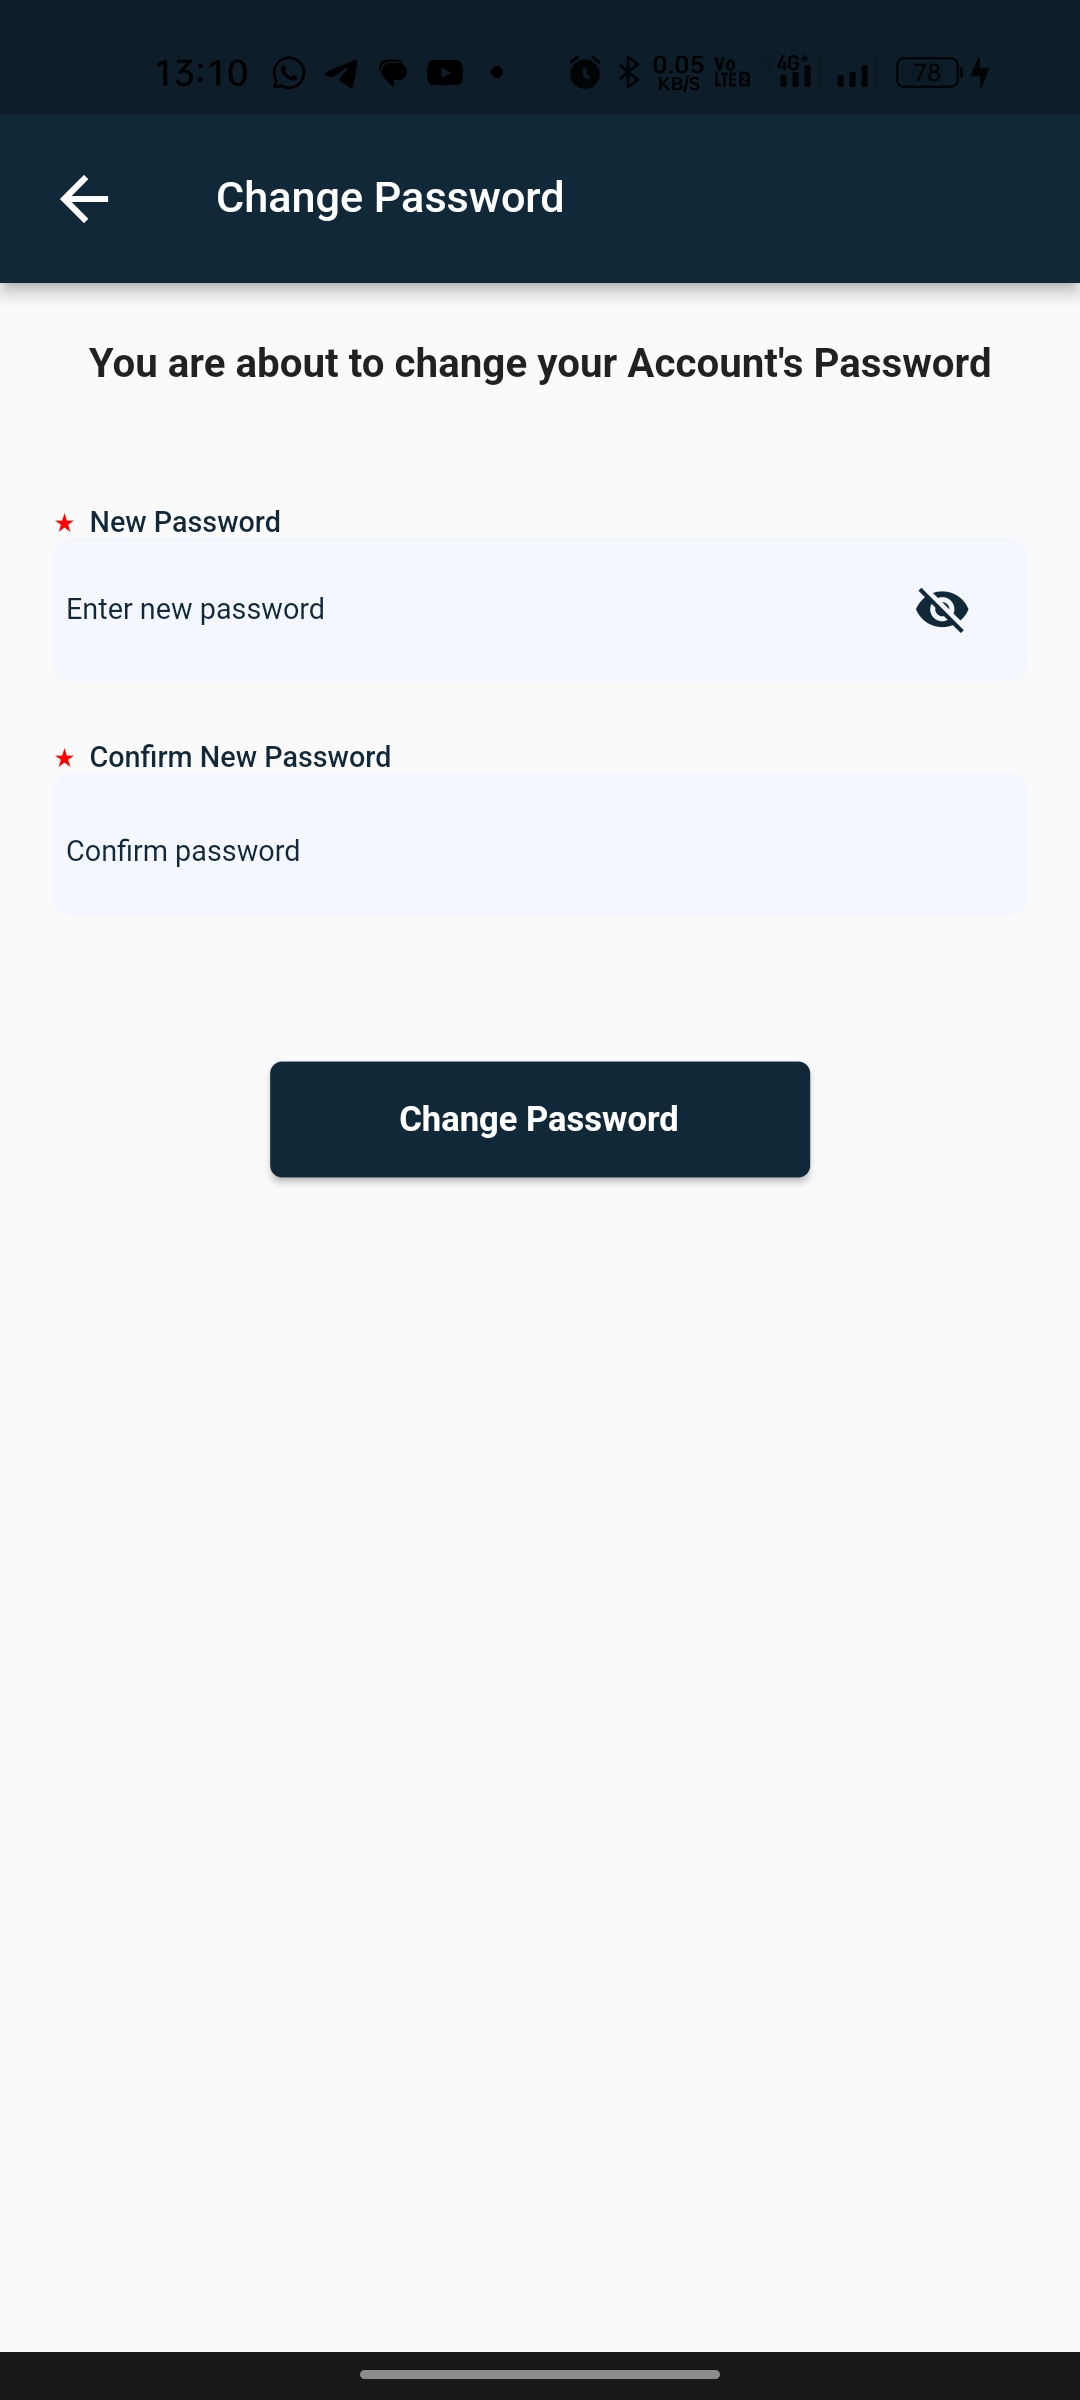 13:10 0.05 KB/S Vo LTE 2 4G+ 78
Change Password
You are about to change your Account's Password
★ New Password
Enter new password
★ Confirm New Password
Confirm password
Change Password